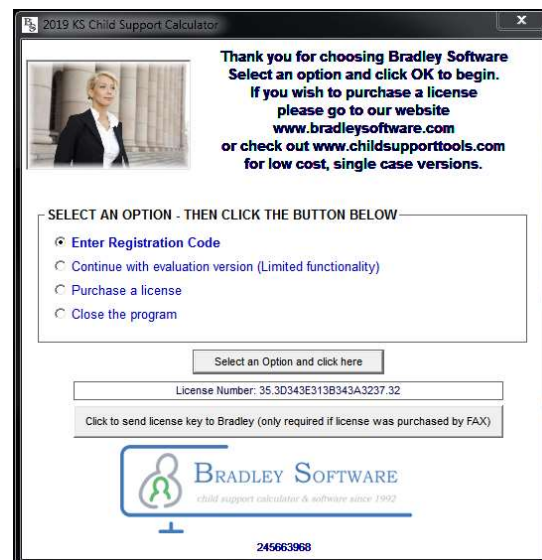 2019 KS Child Support Calculator
Thank you for choosing Bradley Software
Select an option and click OK to begin.
If you wish to purchase a license
please go to our website
www.bradleysoftware.com
or check out www.childsupporttools.com
for low cost, single case versions.
SELECT AN OPTION - THEN CLICK THE BUTTON BELOW
Enter Registration Code
Continue with evaluation version (Limited functionality)
Purchase a license
Close the program
Select an Option and click here
License Number: 35.3D343E313B343A3237.32
Click to send license key to Bradley (only required if license was purchased by FAX)
BRADLEY SOFTWARE
child support calculator & software since 1992
245663968